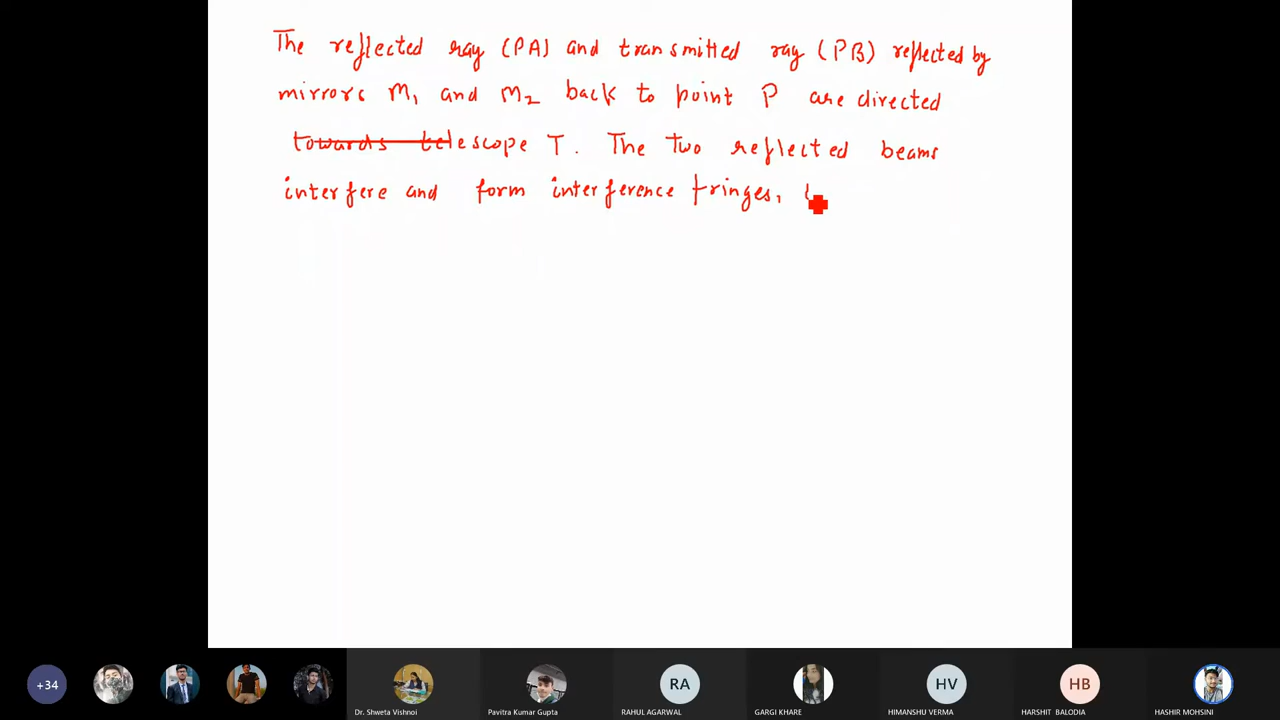 The reflected ray (PA) and transmitted ray (PB) reflected by
mirrors M₁ and M₂ back to point P are directed
towards telescope T. The two reflected beams
interfere and form interference fringes,
+34
Dr. Shweta Vishnoi
Pavitra Kumar Gupta
RA
RAHUL AGARWAL
GARGI KHARE
HV
HIMANSHU VERMA
HB
HARSHIT BALODIA
HASHIR MOHSINI